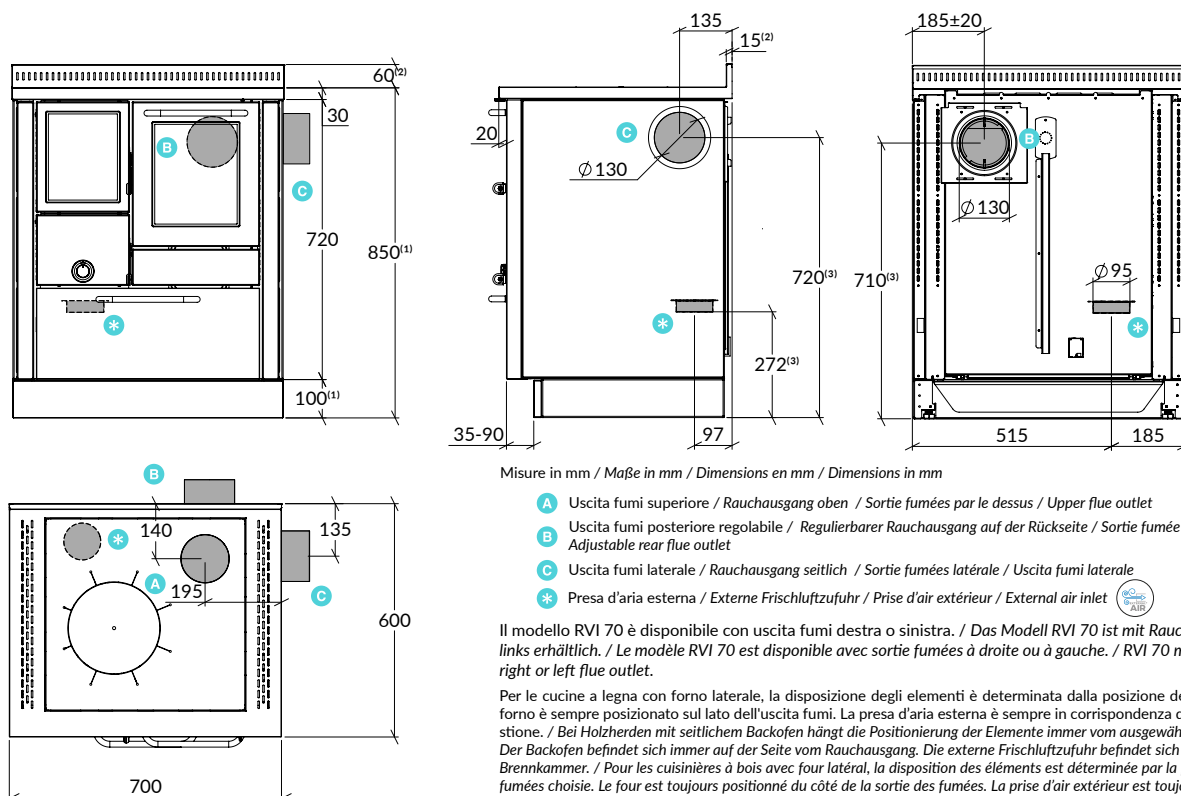 135
185±20
15(2)
60(2)
30
B
C
20
C
B
Ø130
Ø130
720
850(1)
720(3)
710(3)
Ø95
*
*
*
272(3)
100(1)
35-90
97
515
185
B
Misure in mm / Maße in mm / Dimensions en mm / Dimensions in mm
A Uscita fumi superiore / Rauchausgang oben / Sortie fumées par le dessus / Upper flue outlet
140
135
*
B Uscita fumi posteriore regolabile / Regulierbarer Rauchausgang auf der Rückseite / Sortie fumée
Adjustable rear flue outlet
A
195
C
C Uscita fumi laterale / Rauchausgang seitlich / Sortie fumées latérale / Uscita fumi laterale
* Presa d'aria esterna / Externe Frischluftzufuhr / Prise d'air extérieur / External air inlet
AIR
600
Il modello RVI 70 è disponibile con uscita fumi destra o sinistra. / Das Modell RVI 70 ist mit Rauc
links erhältlich. / Le modèle RVI 70 est disponible avec sortie fumées à droite ou à gauche. / RVI 70 m
right or left flue outlet.
Per le cucine a legna con forno laterale, la disposizione degli elementi è determinata dalla posizione de
forno è sempre posizionato sul lato dell'uscita fumi. La presa d'aria esterna è sempre in corrispondenza d
stione. / Bei Holzherden mit seitlichem Backofen hängt die Positionierung der Elemente immer vom ausgewäh
Der Backofen befindet sich immer auf der Seite vom Rauchausgang. Die externe Frischluftzufuhr befindet sich
Brennkammer. / Pour les cuisinières à bois avec four latéral, la disposition des éléments est déterminée par la
fumées choisie. Le four est toujours positionné du côté de la sortie des fumées. La prise d'air extérieur est touj
700